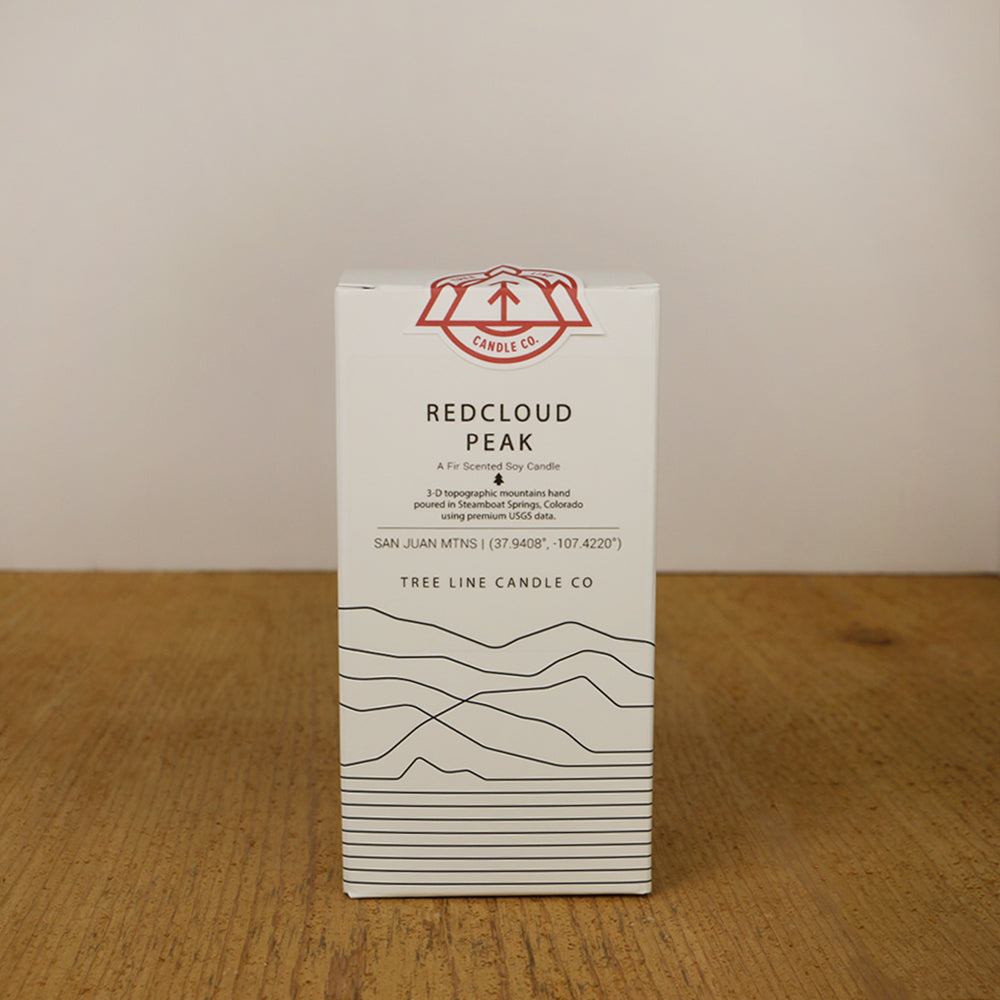 TREE LINE
CANDLE CO.
REDCLOUD
PEAK
A Fir Scented Soy Candle
3-D topographic mountains hand
poured in Steamboat Springs, Colorado
using premium USGS data.
SAN JUAN MTNS | (37.9408°, -107.4220°)
TREE LINE CANDLE CO